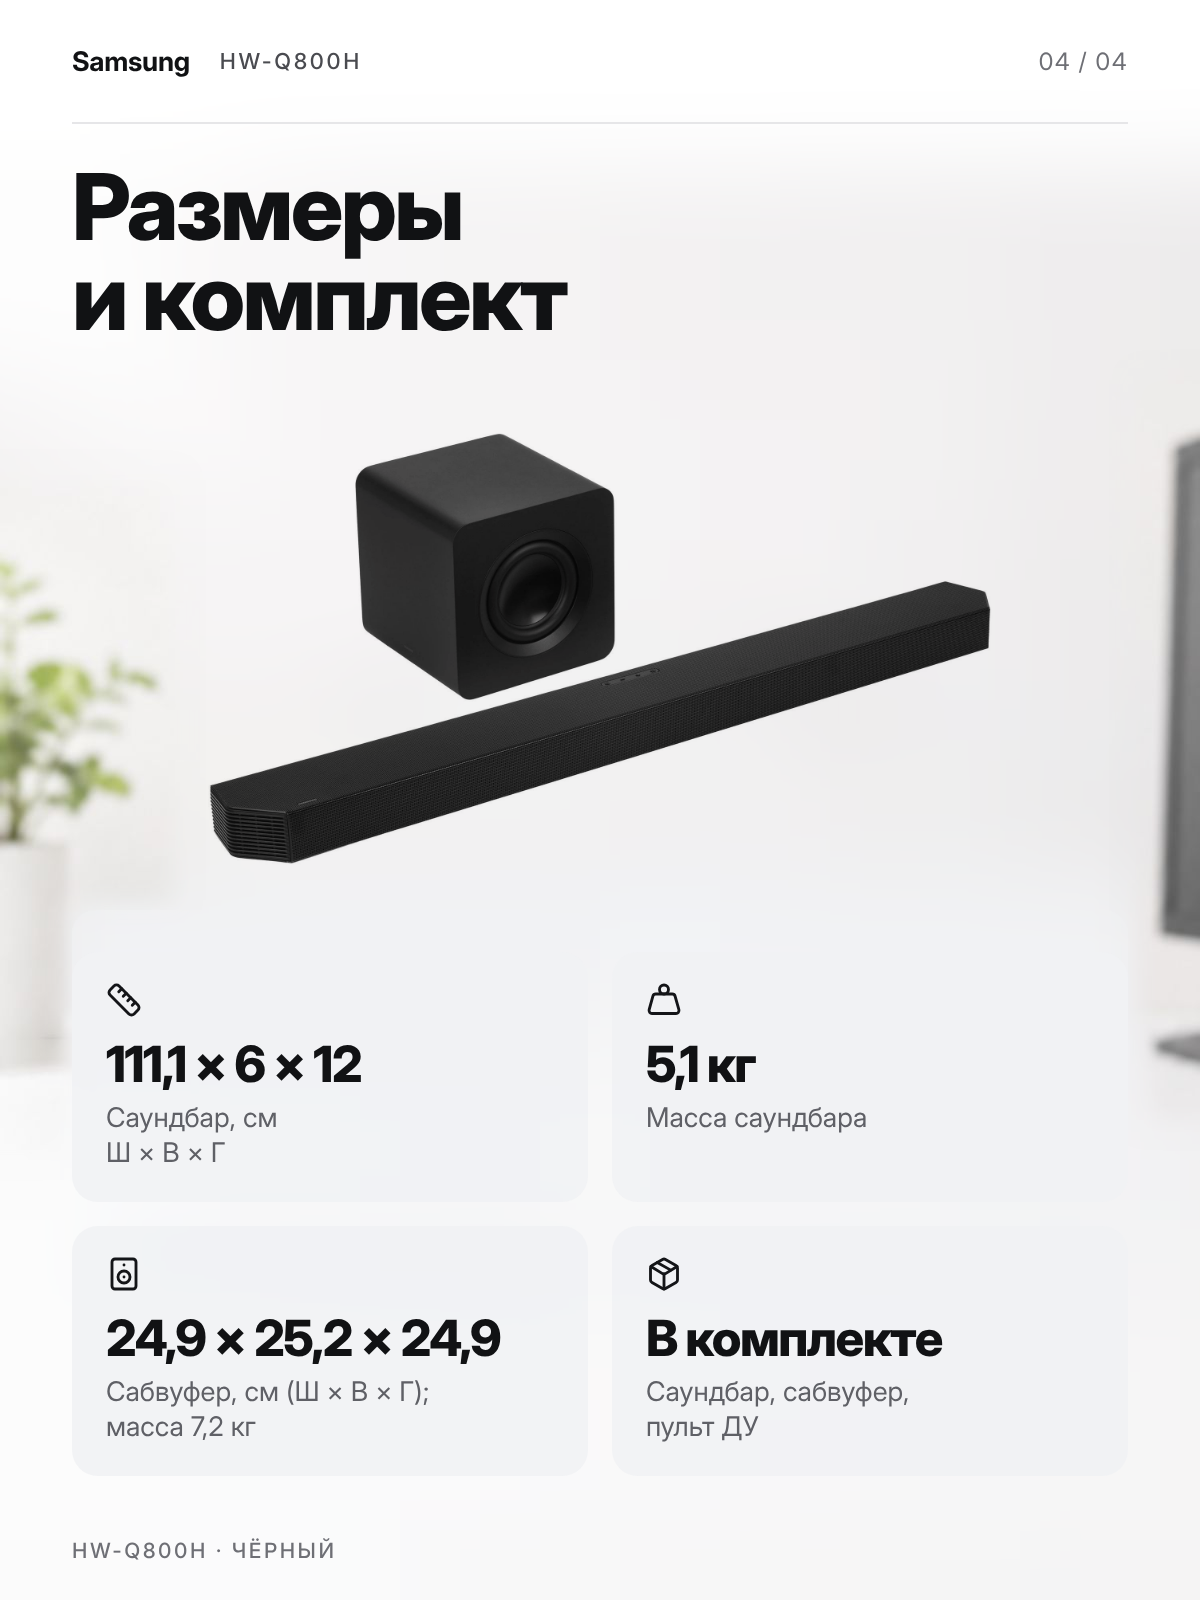 Samsung HW-Q800H 04 / 04
Размеры
и комплект
111,1 × 6 × 12
Саундбар, см
Ш × В × Г
5,1 кг
Масса саундбара
24,9 × 25,2 × 24,9
Сабвуфер, см (Ш × В × Г);
масса 7,2 кг
В комплекте
Саундбар, сабвуфер,
пульт ДУ
HW-Q800H · ЧЁРНЫЙ